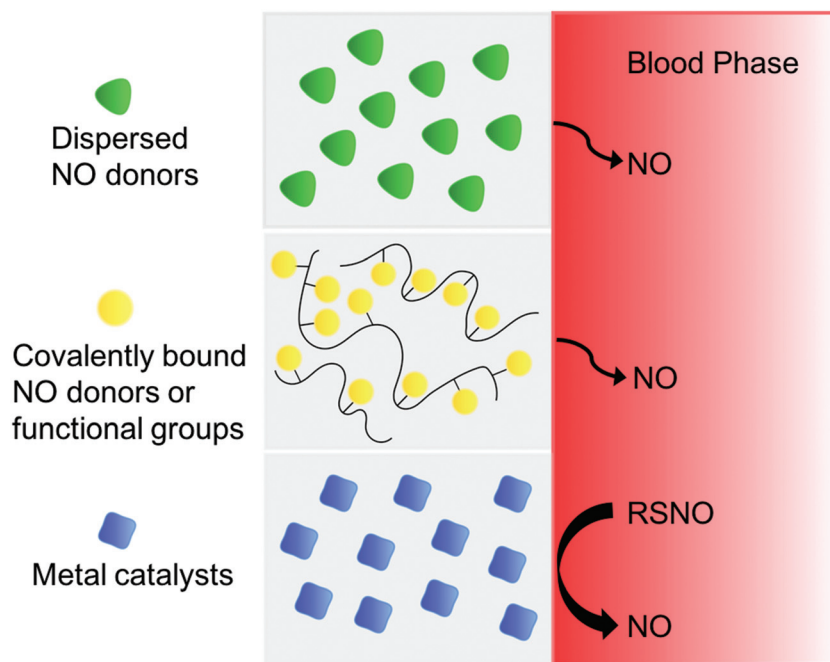 Blood Phase
Dispersed
NO donors
NO
Covalently bound
NO donors or
functional groups
NO
RSNO
Metal catalysts
NO